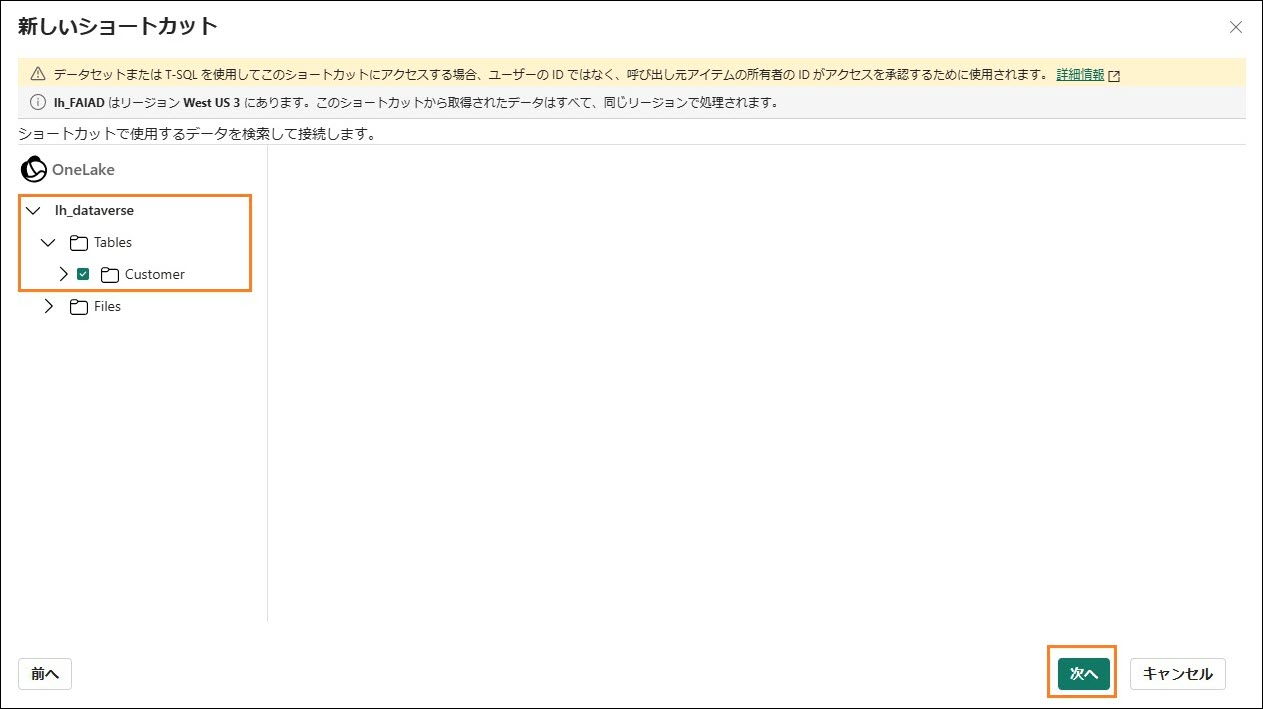 新しいショートカット
データセットまたは T-SQL を使用してこのショートカットにアクセスする場合、ユーザーの ID ではなく、呼び出し元アイテムの所有者の ID がアクセスを承認するために使用されます。 詳細情報
lh_FAIAD はリージョン West US 3 にあります。このショートカットから取得されたデータはすべて、同じリージョンで処理されます。
ショートカットで使用するデータを検索して接続します。
OneLake
lh_dataverse
Tables
Customer
Files
前へ
次へ
キャンセル